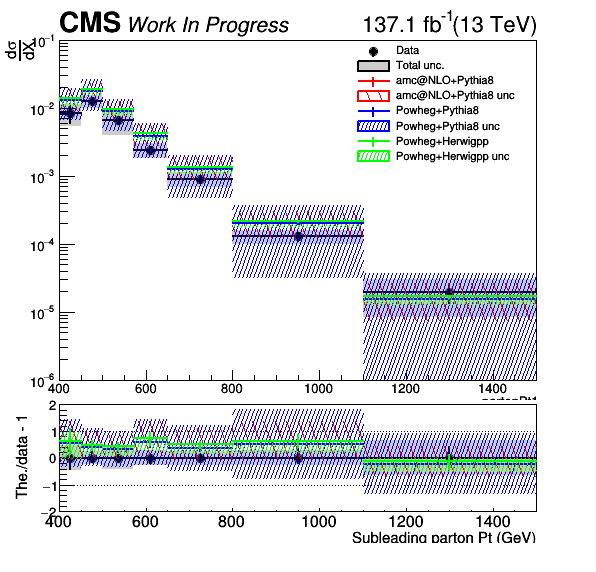 CMS Work In Progress 137.1 fb-1(13 TeV)
dσ
dX
10−1
10−2
10−3
10−4
10−5
10−6
Data
Total unc.
amc@NLO+Pythia8
amc@NLO+Pythia8 unc
Powheg+Pythia8
Powheg+Pythia8 unc
Powheg+Herwigpp
Powheg+Herwigpp unc
400 600 800 1000 1200 1400
The./data - 1
2
1
0
−1
−2
400 600 800 1000 1200 1400
Subleading parton Pt (GeV)